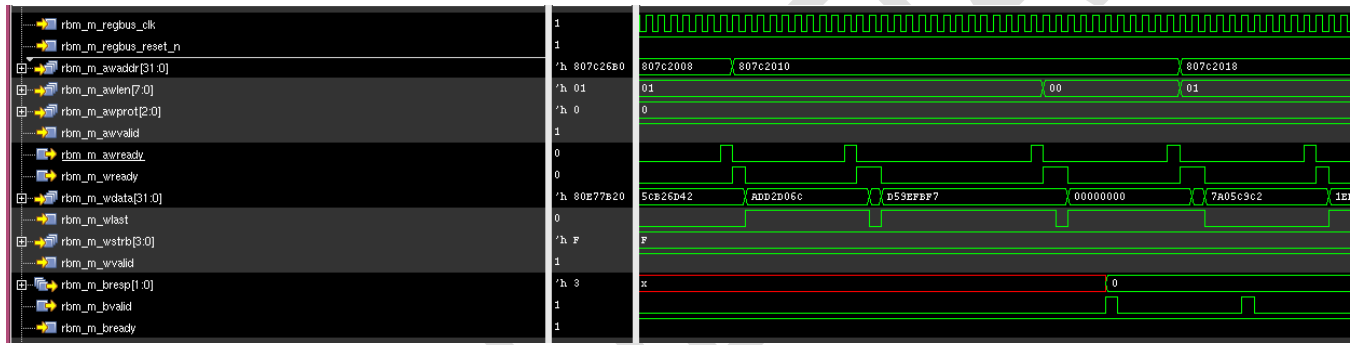 rbm_m_regbus_clk 1
rbm_m_regbus_reset_n 1
rbm_m_awaddr[31:0] 'h 807c26B0 807c2008 807c2010 807c2018
rbm_m_awlen[7:0] 'h 01 01 00 01
rbm_m_awprot[2:0] 'h 0 0
rbm_m_awvalid 1
rbm_m_awready 0
rbm_m_wready 0
rbm_m_wdata[31:0] 'h 80E77B20 5CB26D42 ADD2D06C D59EFBF7 00000000 7A05C9C2
rbm_m_wlast 0
rbm_m_wstrb[3:0] 'h F F
rbm_m_wvalid 1
rbm_m_bresp[1:0] 'h 3 x 0
rbm_m_bvalid 1
rbm_m_bready 1